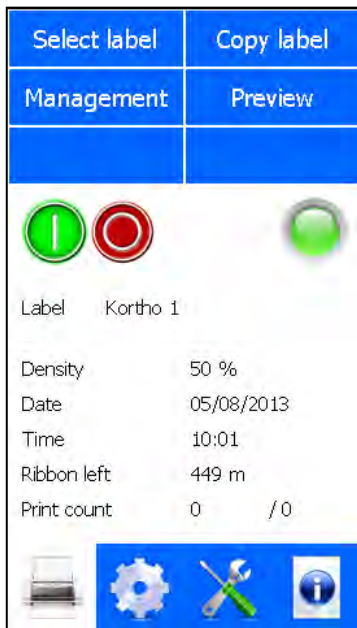 Select label Copy label
Management Preview
Label Kortho 1
Density 50 %
Date 05/08/2013
Time 10:01
Ribbon left 449 m
Print count 0 / 0